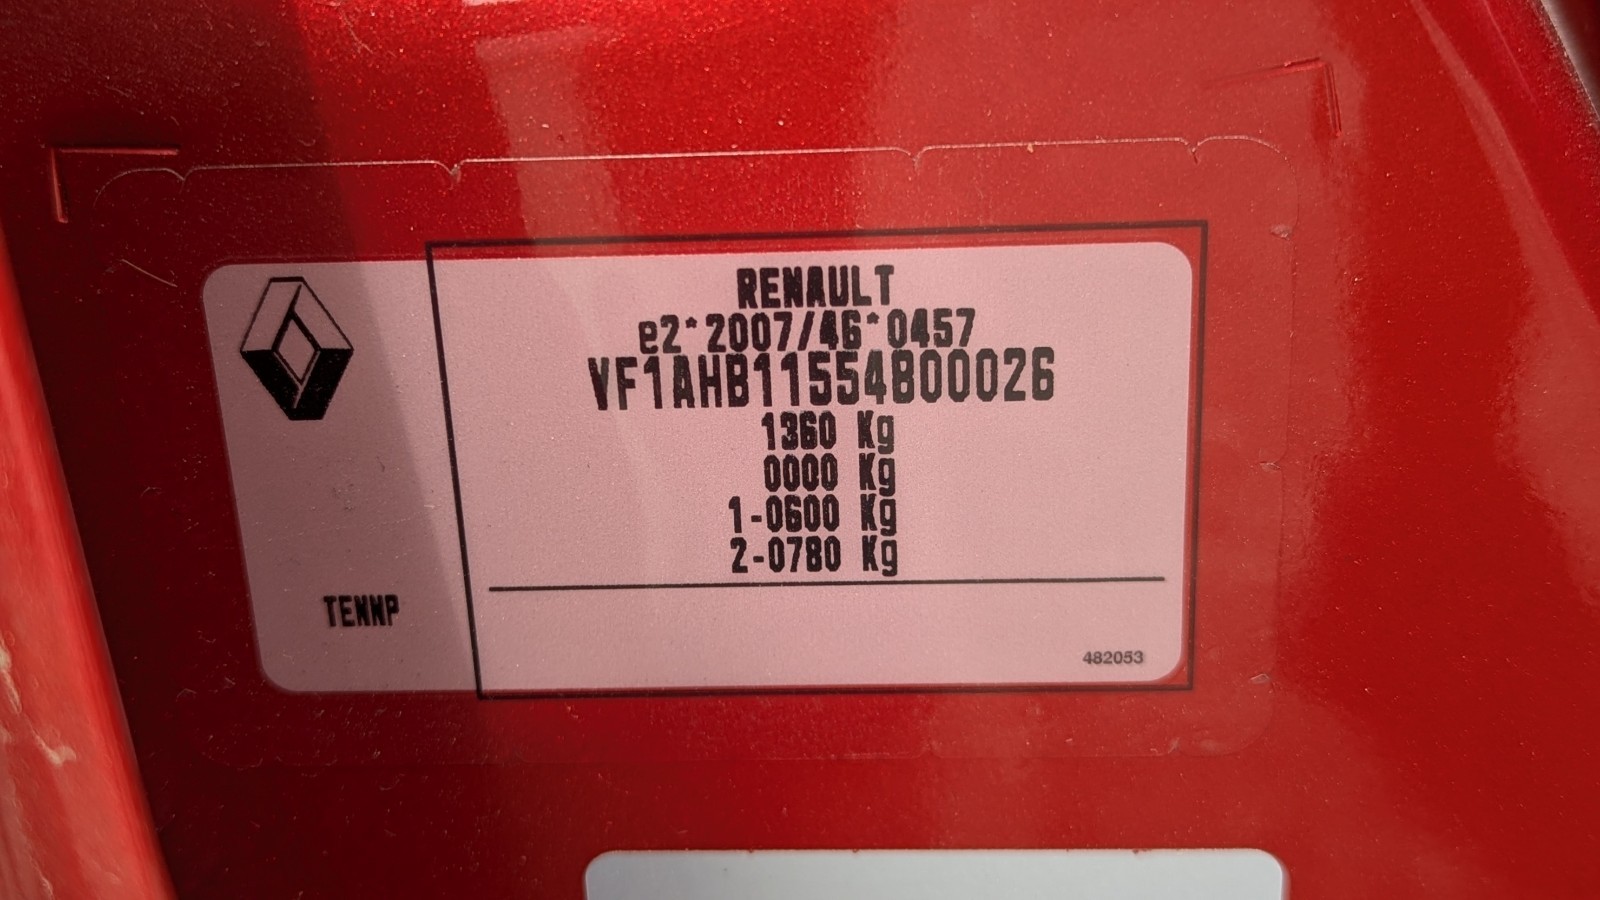 RENAULT
e2*2007/46*0457
VF1AHB11554800026
1360 Kg
0000 Kg
1-0600 Kg
2-0780 Kg
TENNP
482053